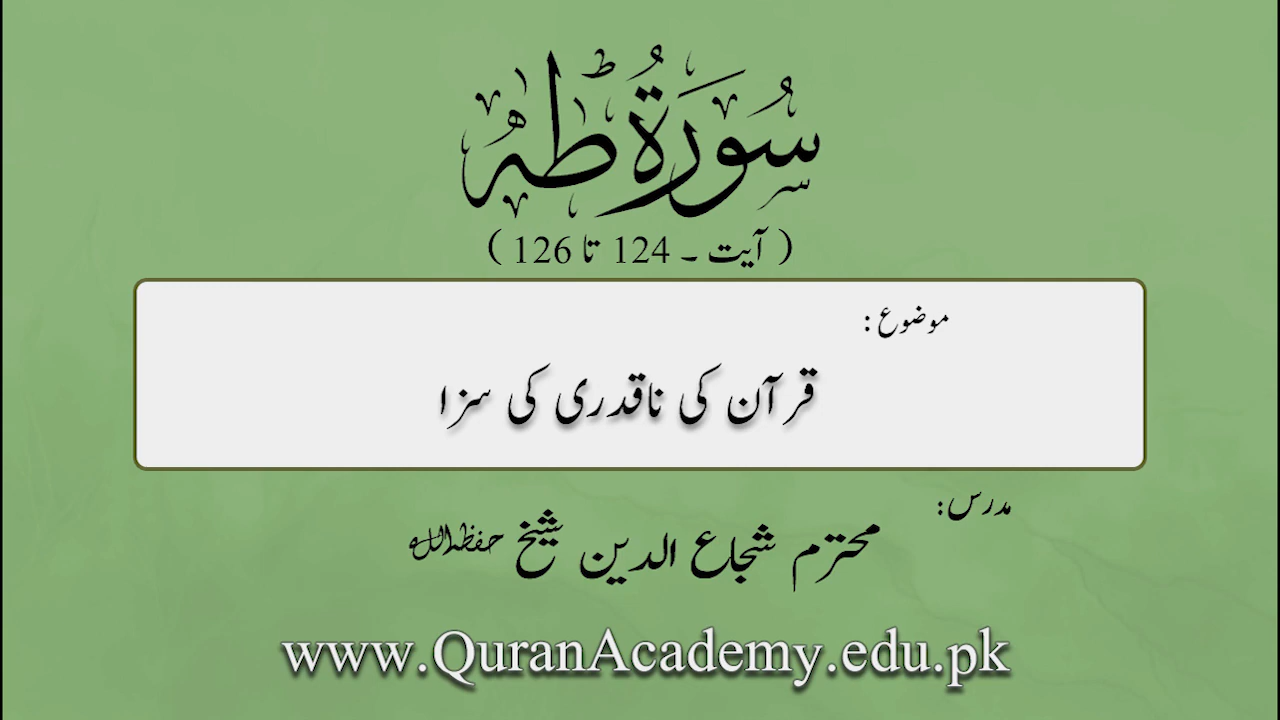 سُوۡرَةُ طٰهٰ
( آیت ۔ 124 تا 126 )
موضوع :
قرآن کی ناقدری کی سزا
مدرس :
محترم شجاع الدین شیخ حفظہ اللہ
www.QuranAcademy.edu.pk